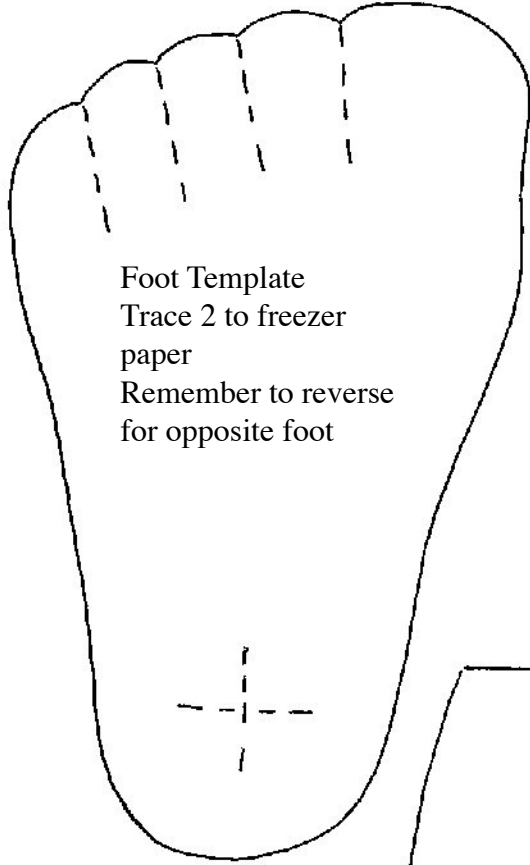 Foot Template
Trace 2 to freezer
paper
Remember to reverse
for opposite foot